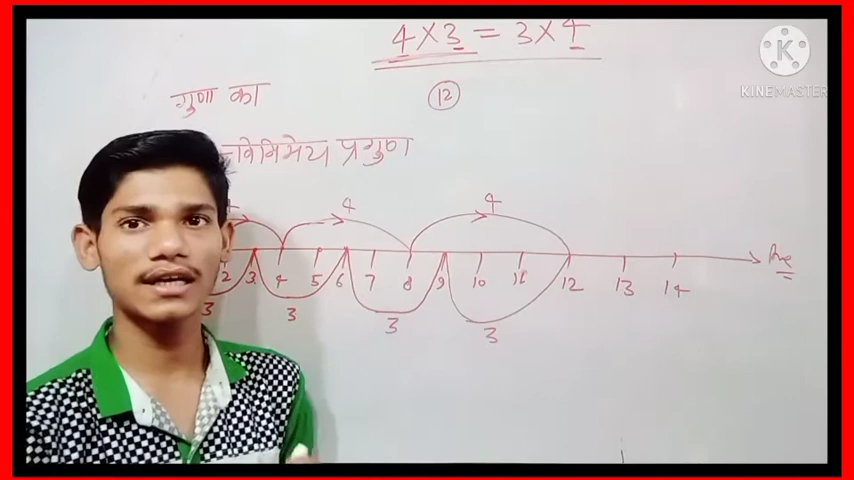 4 × 3 = 3 × 4
12
गुणा का
विनिमेय प्रगुण
4 4
2 3 4 5 6 7 8 9 10 11 12 13 14
3 3 3 3
K
KINEMASTER